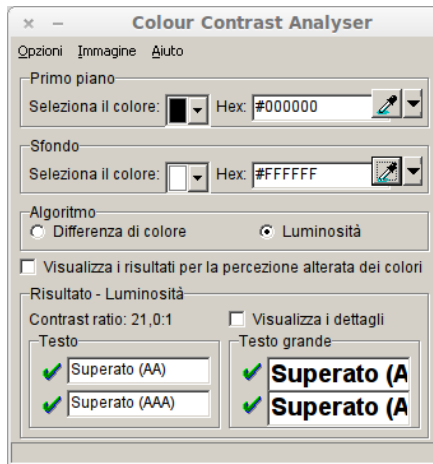 Colour Contrast Analyser
Opzioni Immagine Aiuto
Primo piano
Seleziona il colore: Hex: #000000
Sfondo
Seleziona il colore: Hex: #FFFFFF
Algoritmo
Differenza di colore Luminosità
Visualizza i risultati per la percezione alterata dei colori
Risultato - Luminosità
Contrast ratio: 21,0:1 Visualizza i dettagli
Testo Testo grande
Superato (AA) Superato (A
Superato (AAA) Superato (A